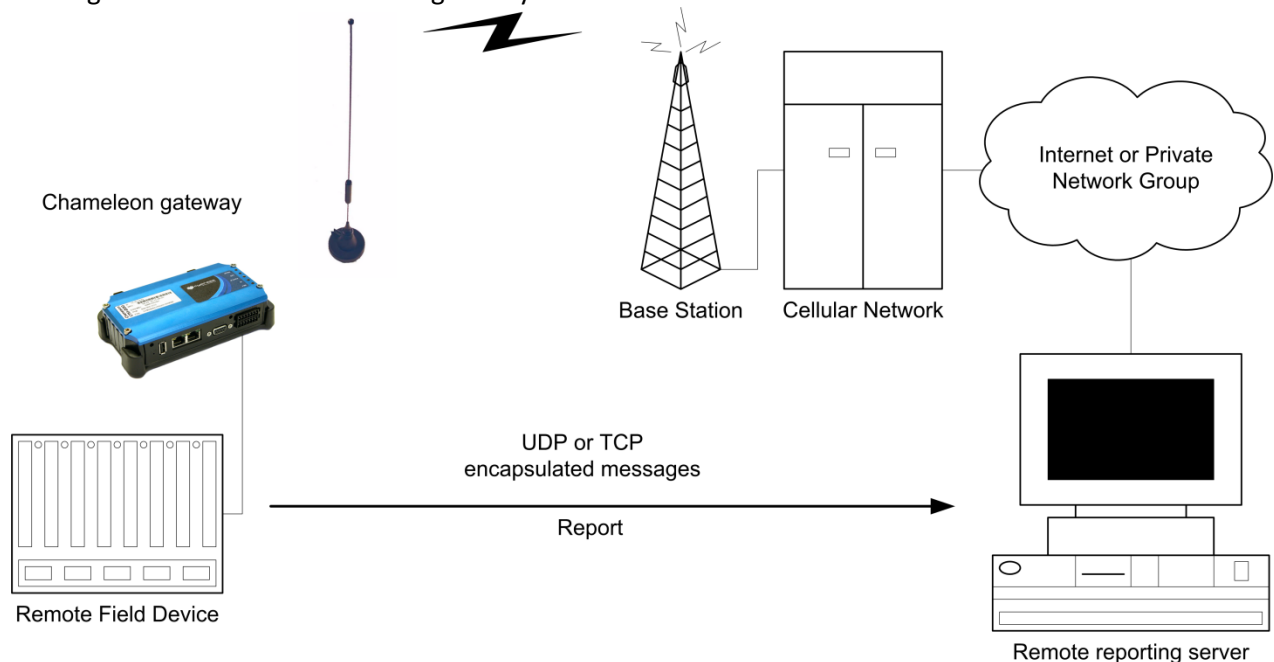 Chameleon gateway
Base Station
Cellular Network
Internet or Private
Network Group
UDP or TCP
encapsulated messages
Report
Remote Field Device
Remote reporting server